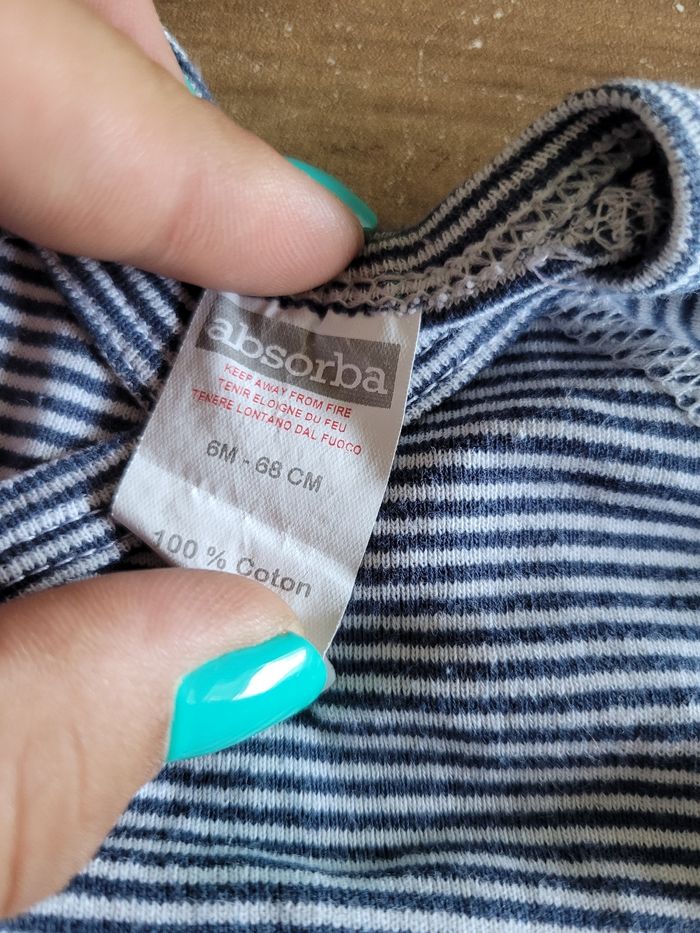 absorba
KEEP AWAY FROM FIRE
TENIR ELOIGNE DU FEU
TENERE LONTANO DAL FUOCO
6M - 68 CM
100 % Coton